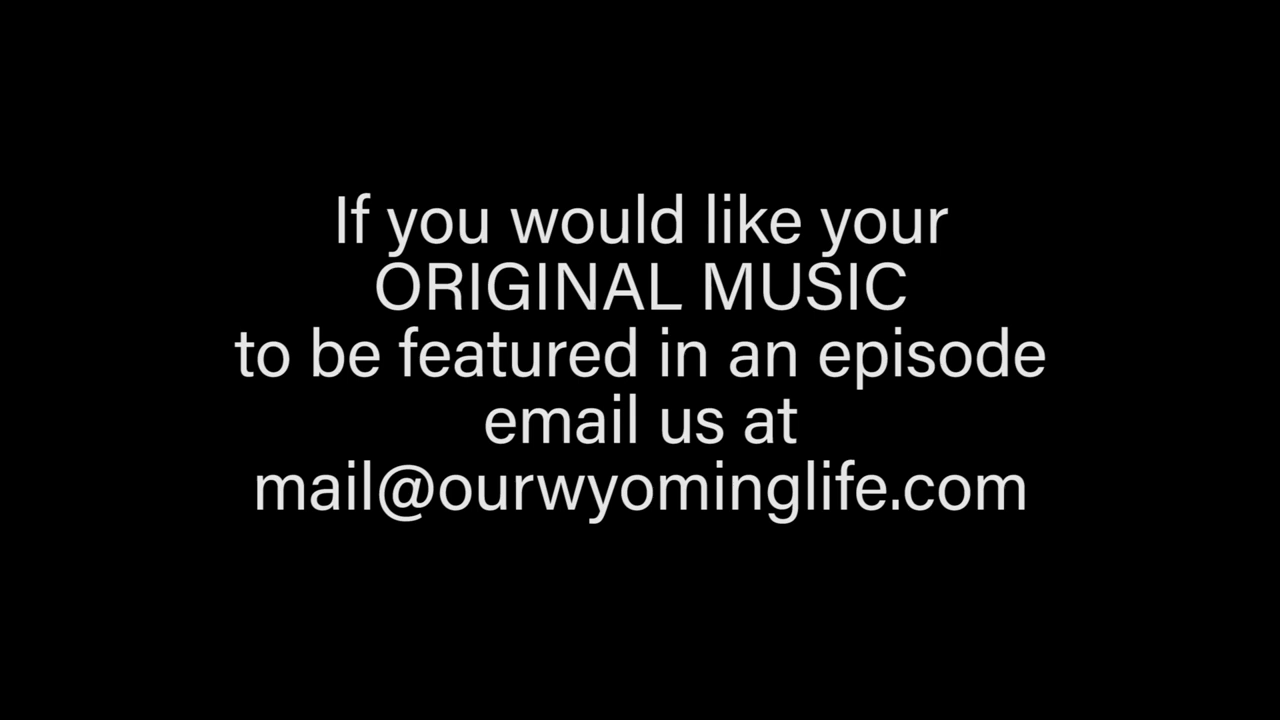 If you would like your
ORIGINAL MUSIC
to be featured in an episode
email us at
mail@ourwyominglife.com